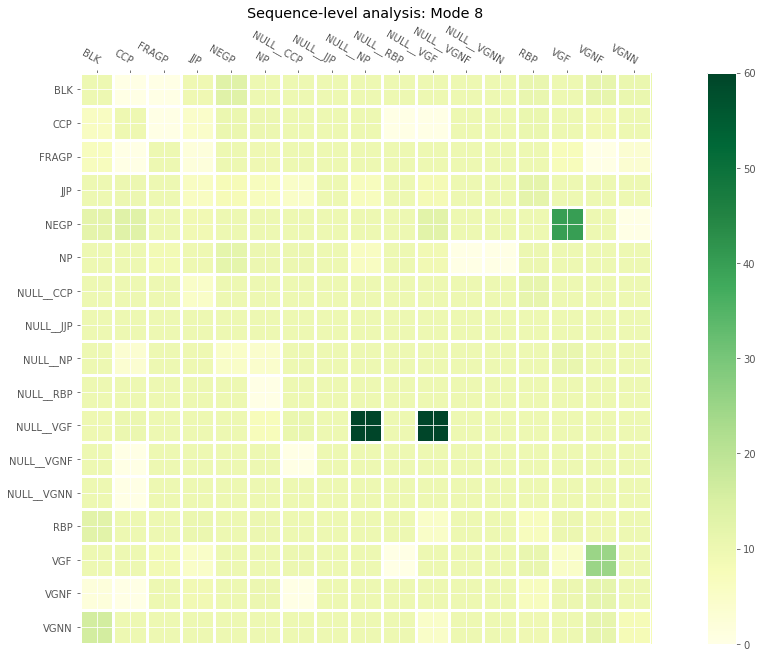 Sequence-level analysis: Mode 8
BLK
CCP
FRAGP
JJP
NEGP
NP
NULL__CCP
NULL__JJP
NULL__NP
NULL__RBP
NULL__VGF
NULL__VGNF
NULL__VGNN
RBP
VGF
VGNF
VGNN
BLK
CCP
FRAGP
JJP
NEGP
NP
NULL__CCP
NULL__JJP
NULL__NP
NULL__RBP
NULL__VGF
NULL__VGNF
NULL__VGNN
RBP
VGF
VGNF
VGNN
60
50
40
30
20
10
0